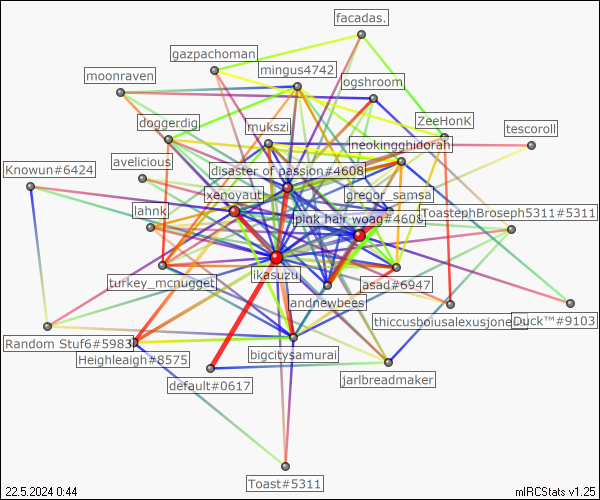 facadas.
gazpachoman
mingus4742
moonraven
ogshroom
ZeeHonK
doggerdig
mukszi
tescoroll
neokingghidorah
avelicious
Knowun#6424
disaster of passion#4608
xenoyaut
gregor_samsa
lahnk
pink hair woag#4608
ToastephBroseph5311#5311
ikasuzu
turkey_mcnugget
asad#6947
andnewbees
thiccusboiusalexusjone
Duck™#9103
Random Stuf6#5983
bigcitysamurai
Heighleigh#8575
jarlbreadmaker
default#0617
Toast#5311
22.5.2024 0:44
mIRCStats v1.25